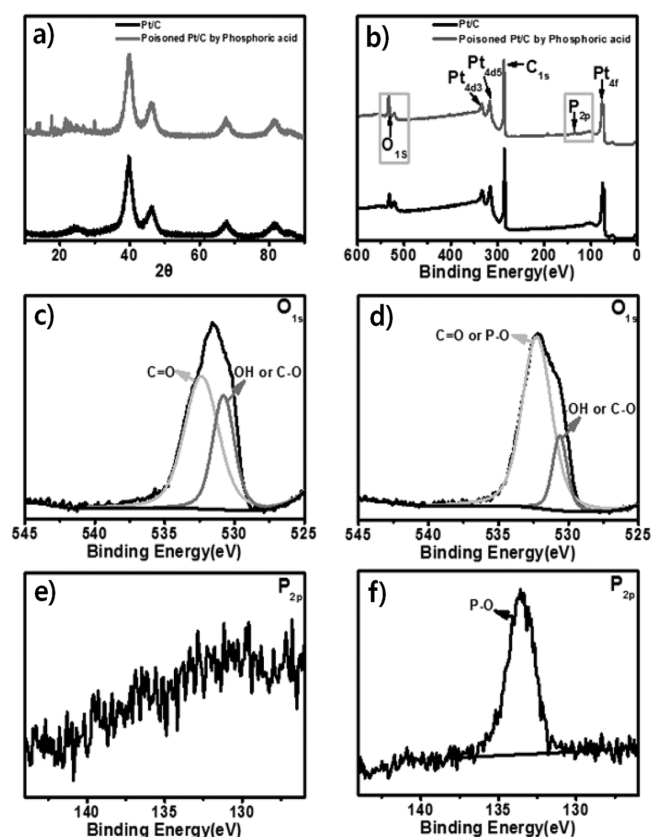 a)
Pt/C
Poisoned Pt/C by Phosphoric acid
20 40 60 80
2θ
b)
Pt/C
Poisoned Pt/C by Phosphoric acid
O1S
Pt4d3
Pt4d5
C1s
P2p
Pt4f
600 500 400 300 200 100 0
Binding Energy(eV)
c)
O1s
C=O
OH or C-O
545 540 535 530 525
Binding Energy(eV)
d)
O1s
C=O or P-O
OH or C-O
545 540 535 530 525
Binding Energy(eV)
e)
P2p
140 135 130
Binding Energy(eV)
f)
P2p
P-O
140 135 130
Binding Energy(eV)